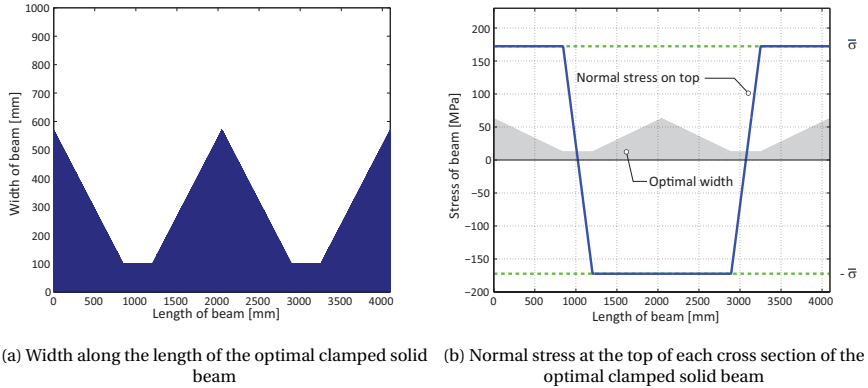 1000
900
800
700
600
500
400
300
200
100
0
Width of beam [mm]
0 500 1000 1500 2000 2500 3000 3500 4000
Length of beam [mm]
200
150
100
50
0
−50
−100
−150
−200
Stress of beam [MPa]
Normal stress on top
Optimal width
0 500 1000 1500 2000 2500 3000 3500 4000
Length of beam [mm]
(a) Width along the length of the optimal clamped solid
beam
(b) Normal stress at the top of each cross section of the
optimal clamped solid beam